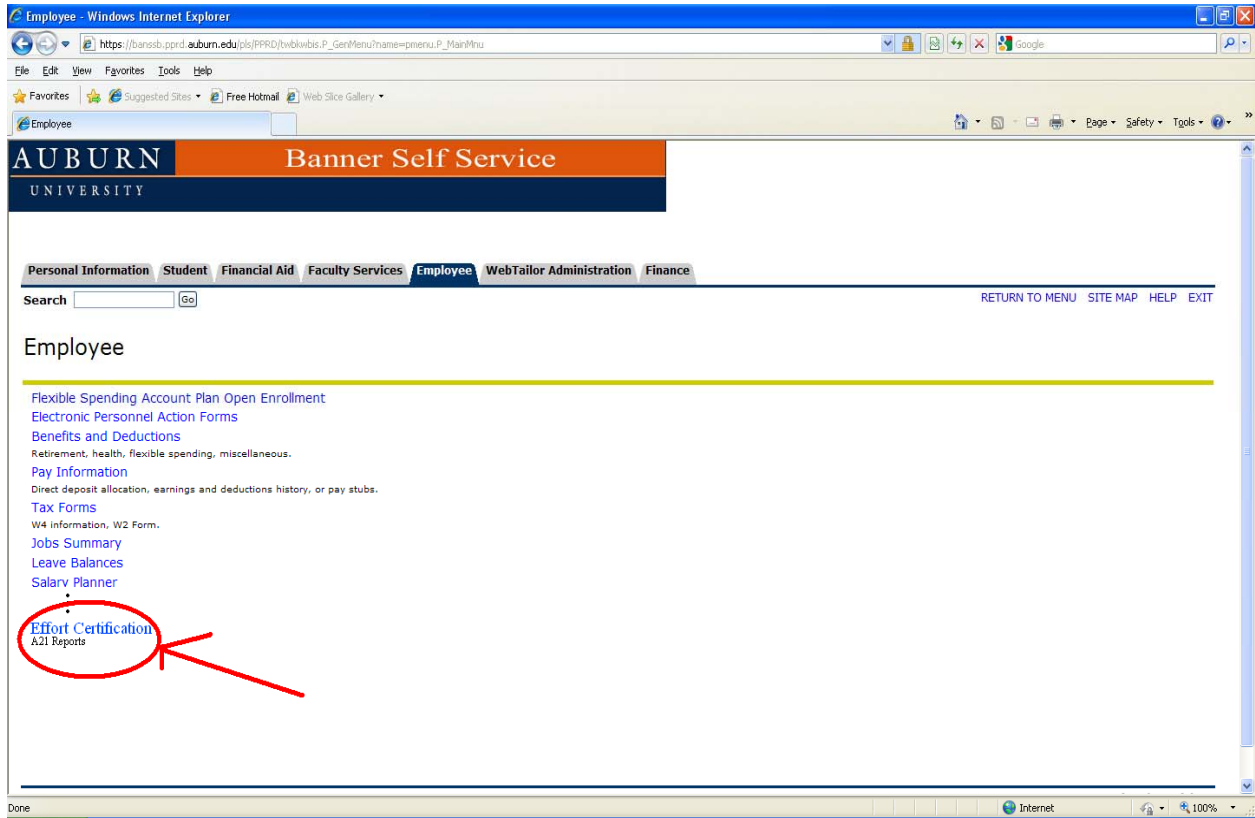 Employee - Windows Internet Explorer
https://banssb.pprd.auburn.edu/pls/PPRD/twbkwbis.P_GenMenu?name=pmenu.P_MainMnu
Google
File Edit View Favorites Tools Help
Favorites Suggested Sites Free Hotmail Web Slice Gallery
Employee
Page Safety Tools »
AUBURN Banner Self Service
UNIVERSITY
Personal Information Student Financial Aid Faculty Services Employee WebTailor Administration Finance
Search Go RETURN TO MENU SITE MAP HELP EXIT
Employee
Flexible Spending Account Plan Open Enrollment
Electronic Personnel Action Forms
Benefits and Deductions
Retirement, health, flexible spending, miscellaneous.
Pay Information
Direct deposit allocation, earnings and deductions history, or pay stubs.
Tax Forms
W4 information, W2 Form.
Jobs Summary
Leave Balances
Salary Planner
Effort Certification
A21 Reports
Done Internet 100%